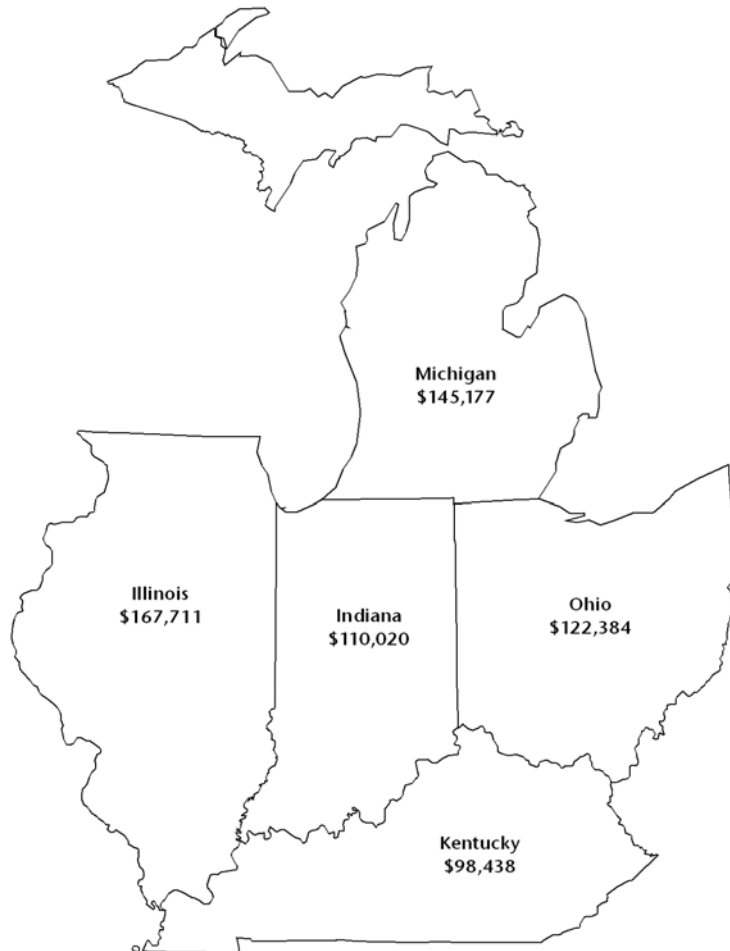 Michigan
$145,177
Illinois
$167,711
Indiana
$110,020
Ohio
$122,384
Kentucky
$98,438